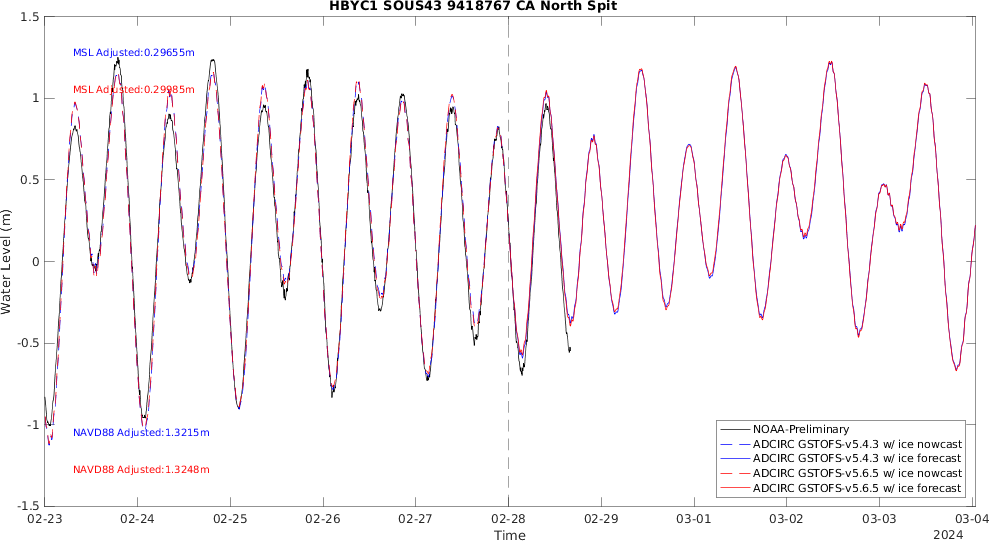 HBYC1 SOUS43 9418767 CA North Spit
1.5
1
0.5
0
-0.5
-1
-1.5
Water Level (m)
MSL Adjusted:0.29655m
MSL Adjusted:0.29985m
NAVD88 Adjusted:1.3215m
NAVD88 Adjusted:1.3248m
NOAA-Preliminary
ADCIRC GSTOFS-v5.4.3 w/ ice nowcast
ADCIRC GSTOFS-v5.4.3 w/ ice forecast
ADCIRC GSTOFS-v5.6.5 w/ ice nowcast
ADCIRC GSTOFS-v5.6.5 w/ ice forecast
02-23 02-24 02-25 02-26 02-27 02-28 02-29 03-01 03-02 03-03 03-04
Time
2024